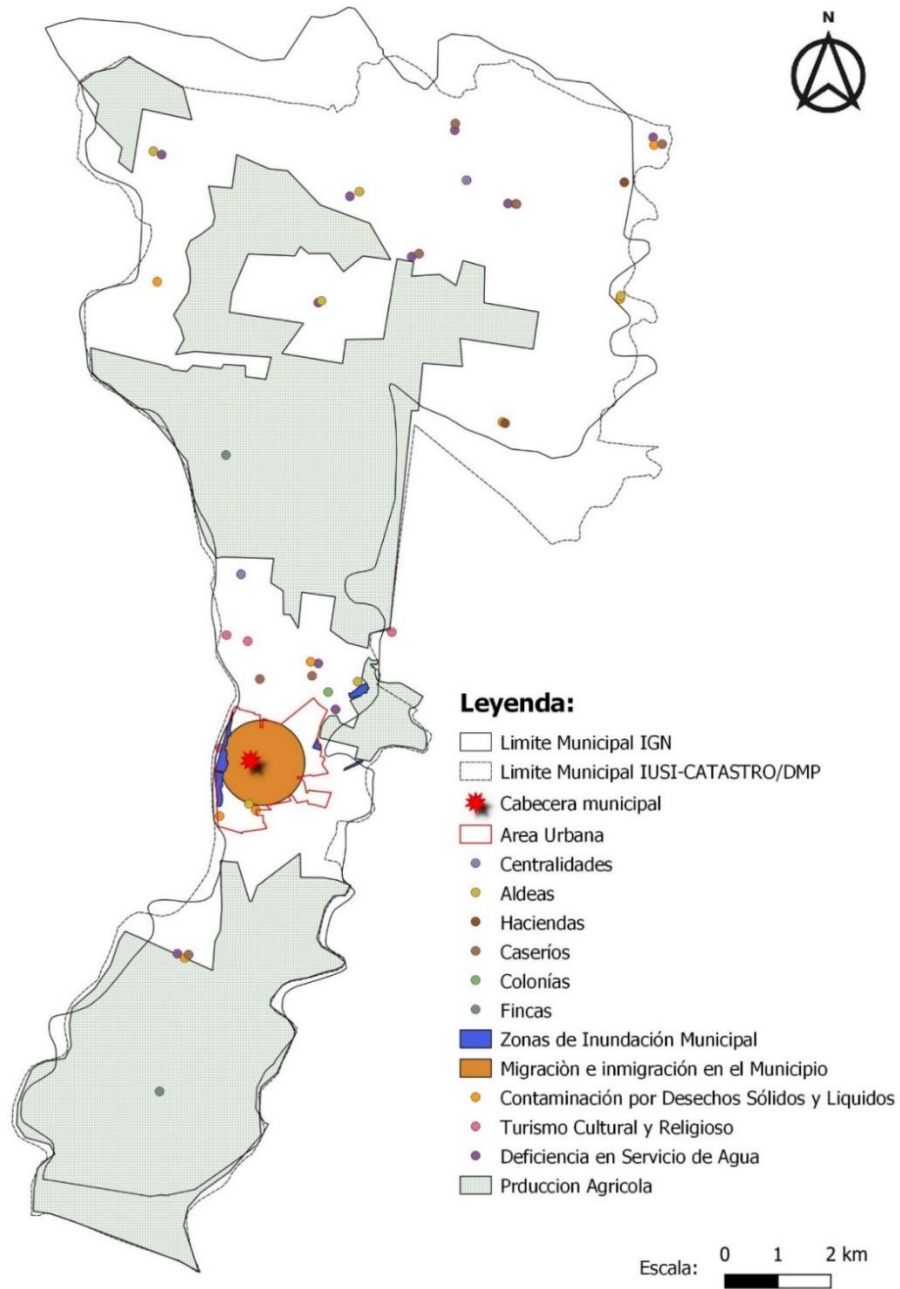 N
Leyenda:
Limite Municipal IGN
Limite Municipal IUSI-CATASTRO/DMP
Cabecera municipal
Area Urbana
Centralidades
Aldeas
Haciendas
Caseríos
Colonías
Fincas
Zonas de Inundación Municipal
Migraciòn e inmigración en el Municipio
Contaminación por Desechos Sólidos y Liquidos
Turismo Cultural y Religioso
Deficiencia en Servicio de Agua
Prduccion Agricola
Escala: 0 1 2 km